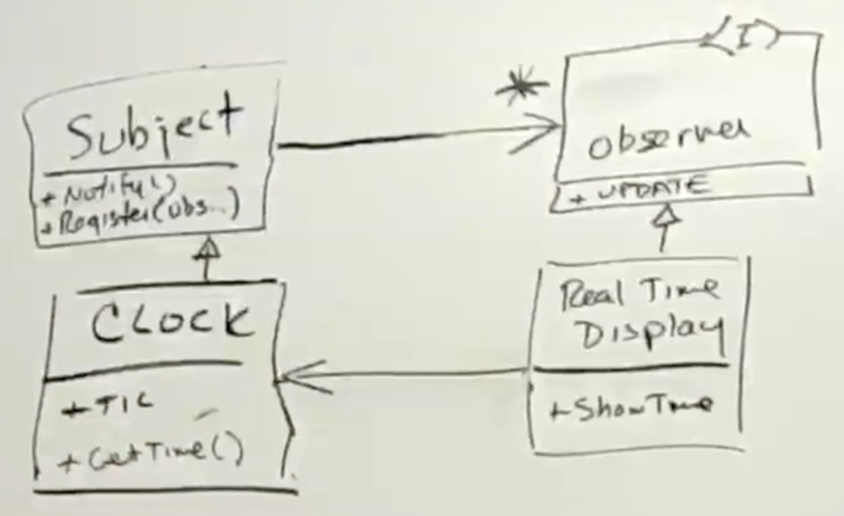 Subject
+ Notify()
+ Register(obs...)
*
<I>
Observer
+ UPDATE
CLOCK
+ TIC
+ GetTime()
Real Time
Display
+ ShowTime